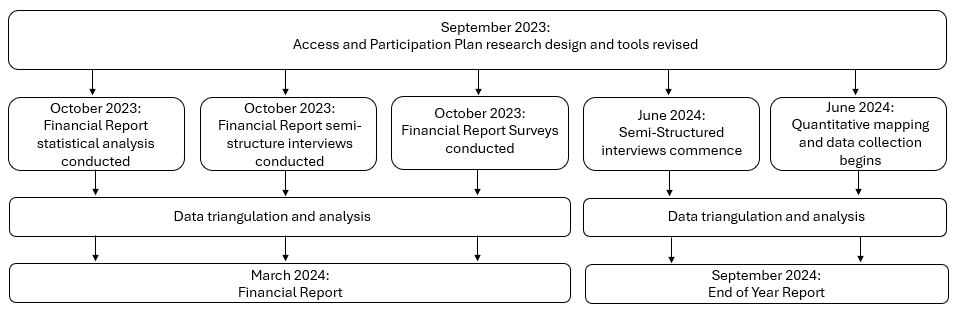 September 2023:
Access and Participation Plan research design and tools revised
October 2023:
Financial Report
statistical analysis
conducted
October 2023:
Financial Report semi-
structure interviews
conducted
October 2023:
Financial Report Surveys
conducted
June 2024:
Semi-Structured
interviews commence
June 2024:
Quantitative mapping
and data collection
begins
Data triangulation and analysis
Data triangulation and analysis
March 2024:
Financial Report
September 2024:
End of Year Report